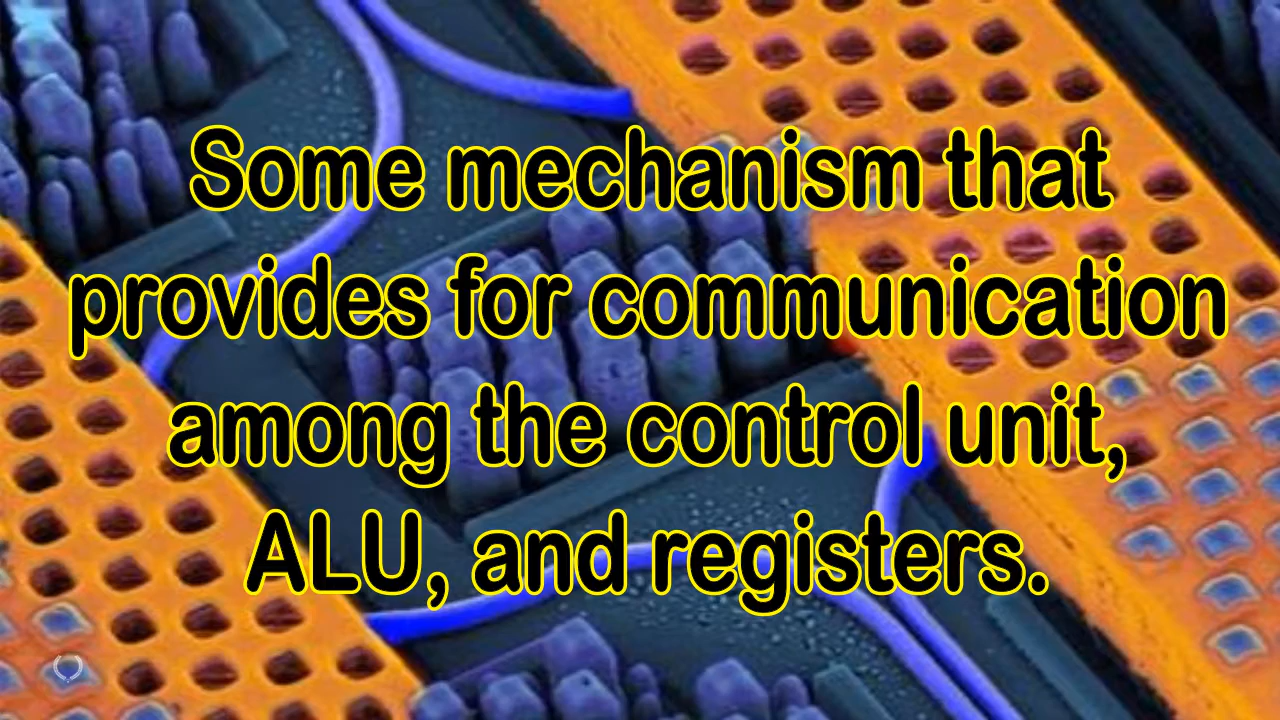 Some mechanism that
provides for communication
among the control unit,
ALU, and registers.